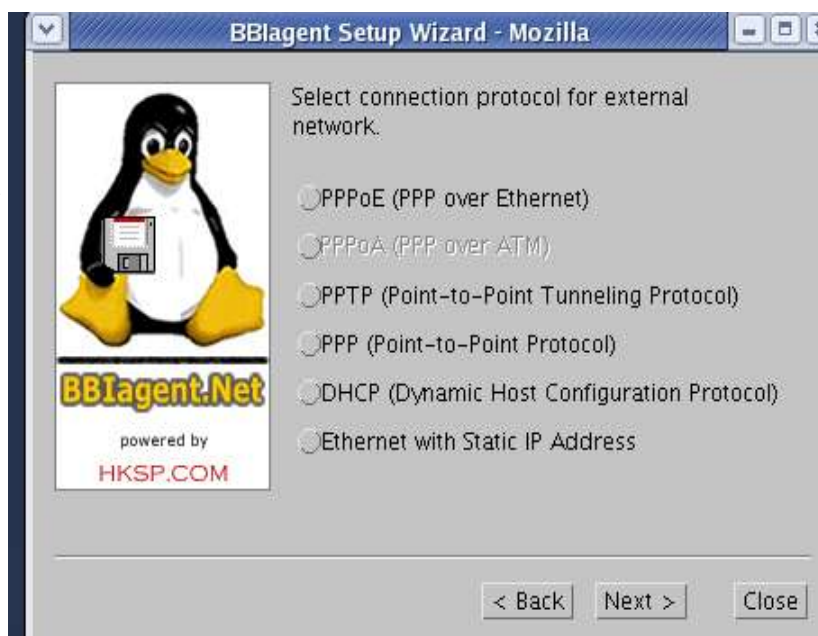 BBIagent Setup Wizard - Mozilla
Select connection protocol for external
network.
PPPoE (PPP over Ethernet)
PPPoA (PPP over ATM)
PPTP (Point-to-Point Tunneling Protocol)
PPP (Point-to-Point Protocol)
DHCP (Dynamic Host Configuration Protocol)
Ethernet with Static IP Address
BBIagent.Net
powered by
HKSP.COM
< Back
Next >
Close